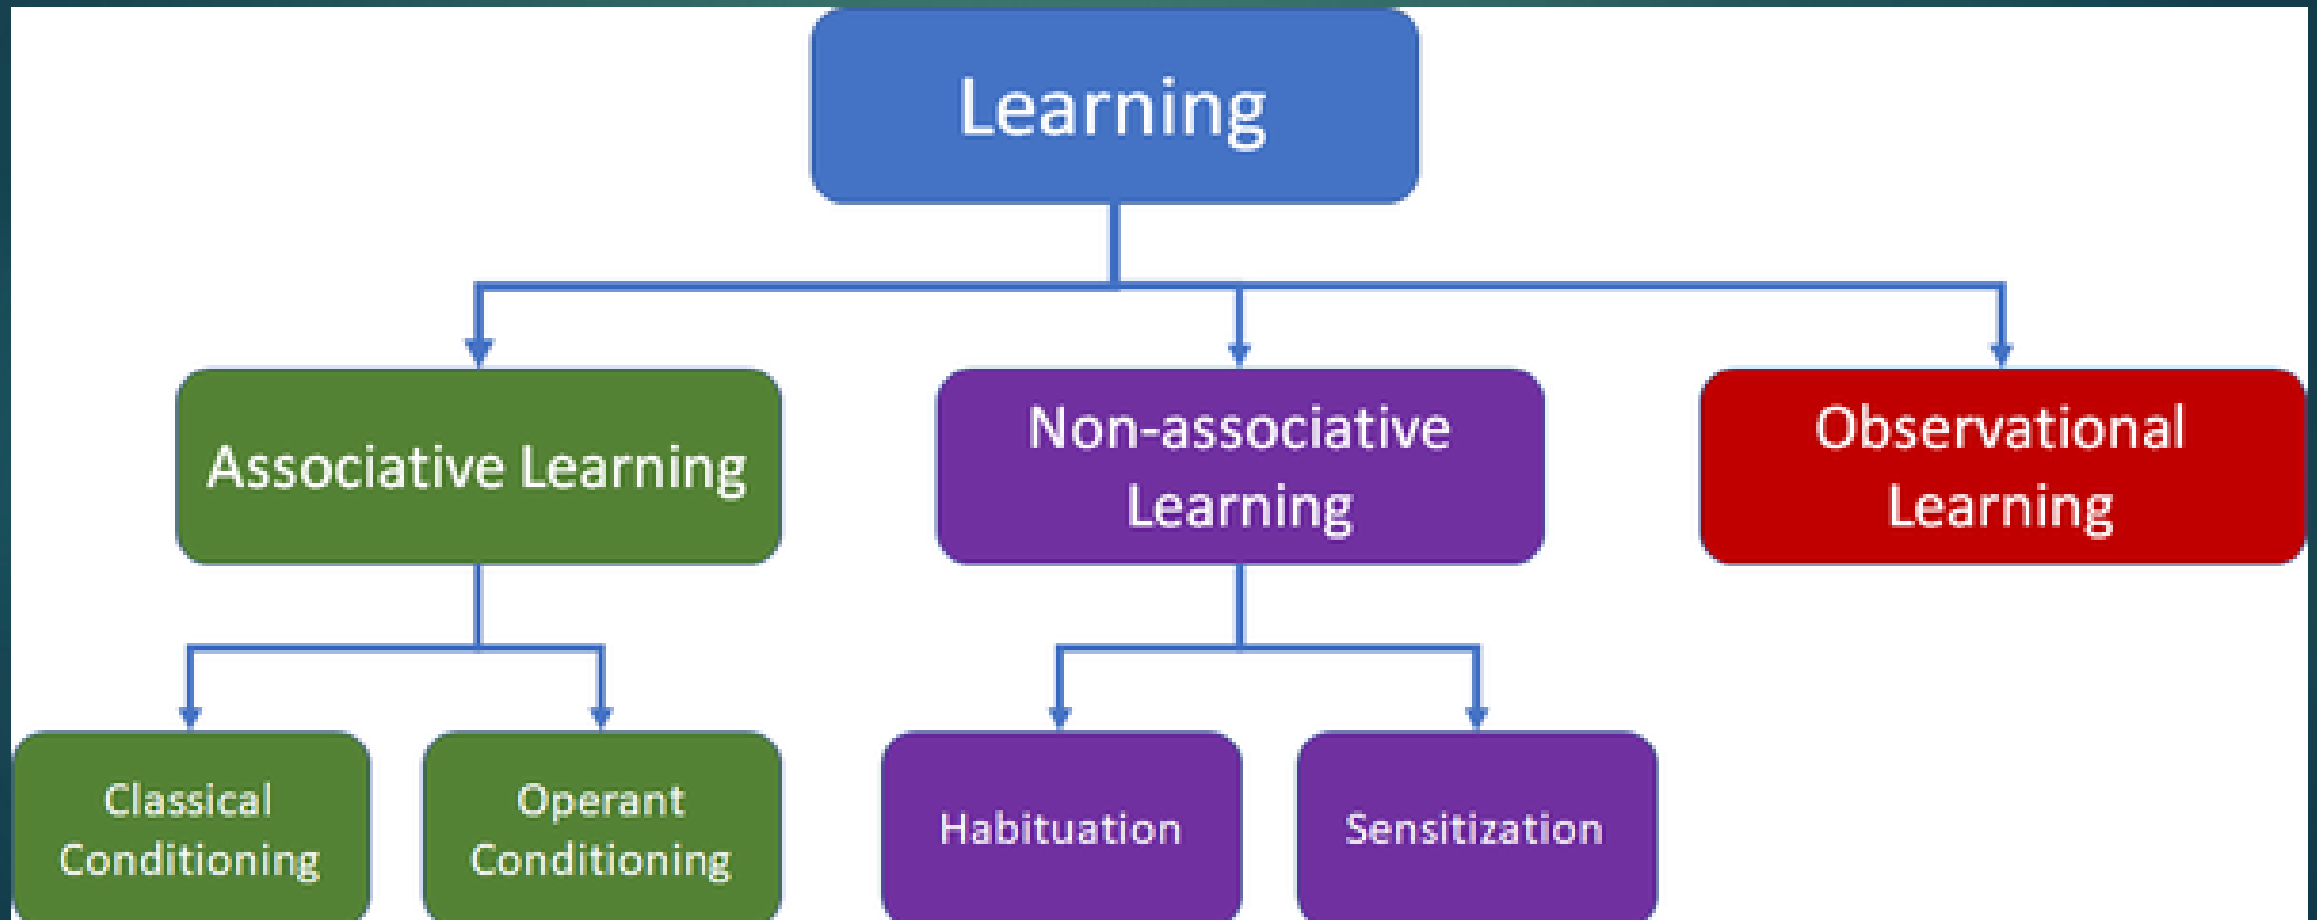 Learning
Associative Learning
Non-associative
Learning
Observational
Learning
Classical
Conditioning
Operant
Conditioning
Habituation
Sensitization